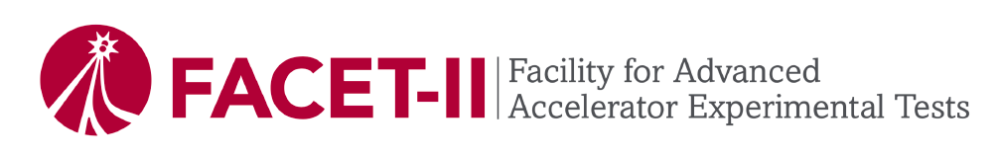 FACET-II
Facility for Advanced
Accelerator Experimental Tests